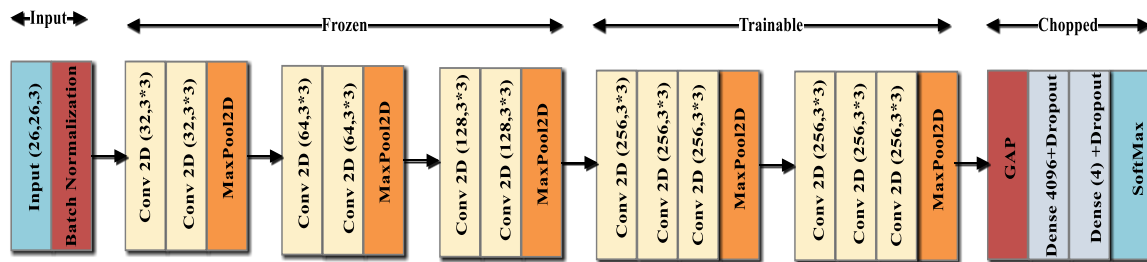 Input
Frozen
Trainable
Chopped
Input (26,26,3)
Batch Normalization
Conv 2D (32,3*3)
Conv 2D (32,3*3)
MaxPool2D
Conv 2D (64,3*3)
Conv 2D (64,3*3)
MaxPool2D
Conv 2D (128,3*3)
Conv 2D (128,3*3)
MaxPool2D
Conv 2D (256,3*3)
Conv 2D (256,3*3)
Conv 2D (256,3*3)
MaxPool2D
Conv 2D (256,3*3)
Conv 2D (256,3*3)
Conv 2D (256,3*3)
MaxPool2D
GAP
Dense 4096+Dropout
Dense (4) +Dropout
SoftMax